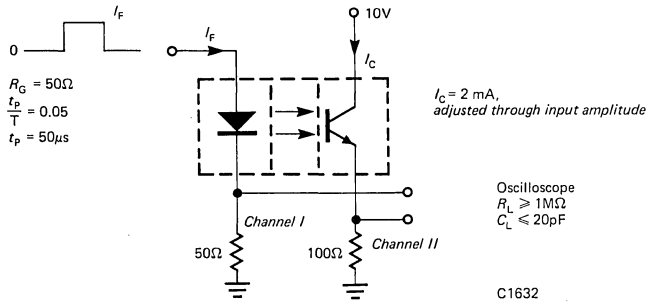 I_F
0
I_F
10V
I_C
R_G = 50Ω
t_P/T = 0.05
t_P = 50μs
I_C = 2 mA,
adjusted through input amplitude
Oscilloscope
R_L ⩾ 1MΩ
C_L ⩽ 20pF
Channel I
Channel II
50Ω
100Ω
C1632